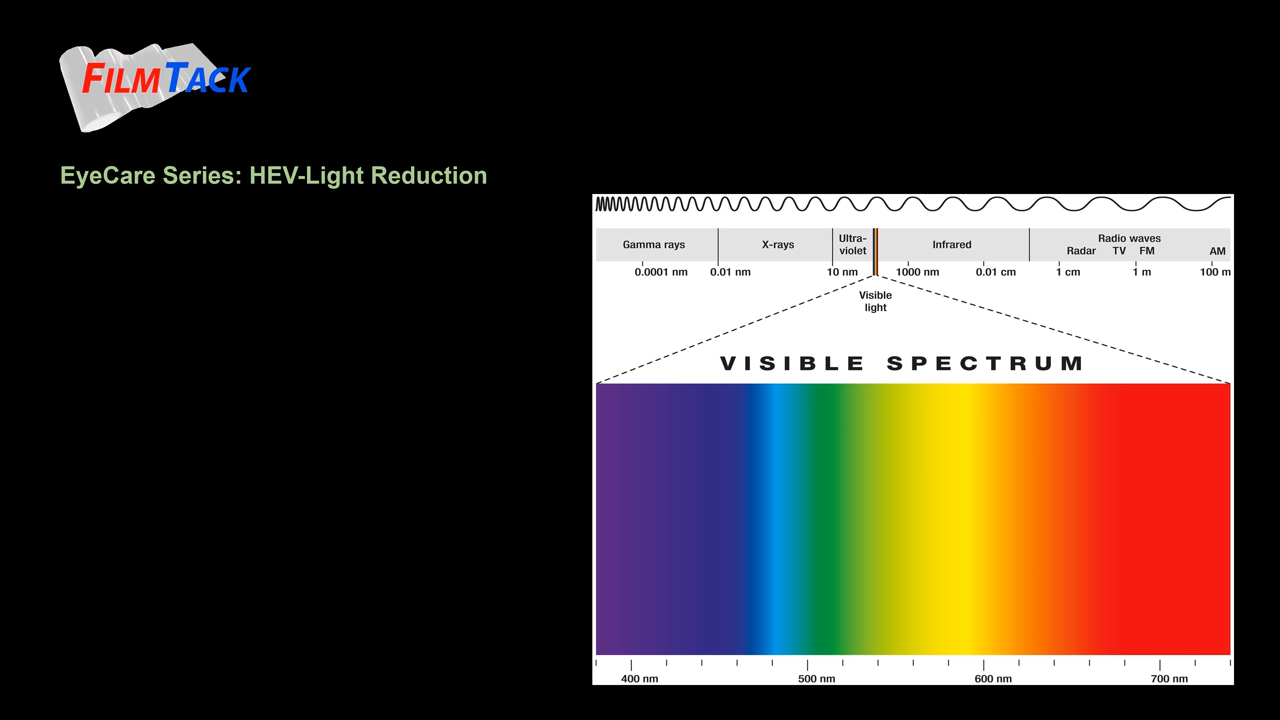 FILMTACK
EyeCare Series: HEV-Light Reduction
Gamma rays
X-rays
Ultra-
violet
Infrared
Radio waves
Radar TV FM
AM
0.0001 nm 0.01 nm 10 nm 1000 nm 0.01 cm 1 cm 1 m 100 m
Visible
light
VISIBLE SPECTRUM
400 nm 500 nm 600 nm 700 nm